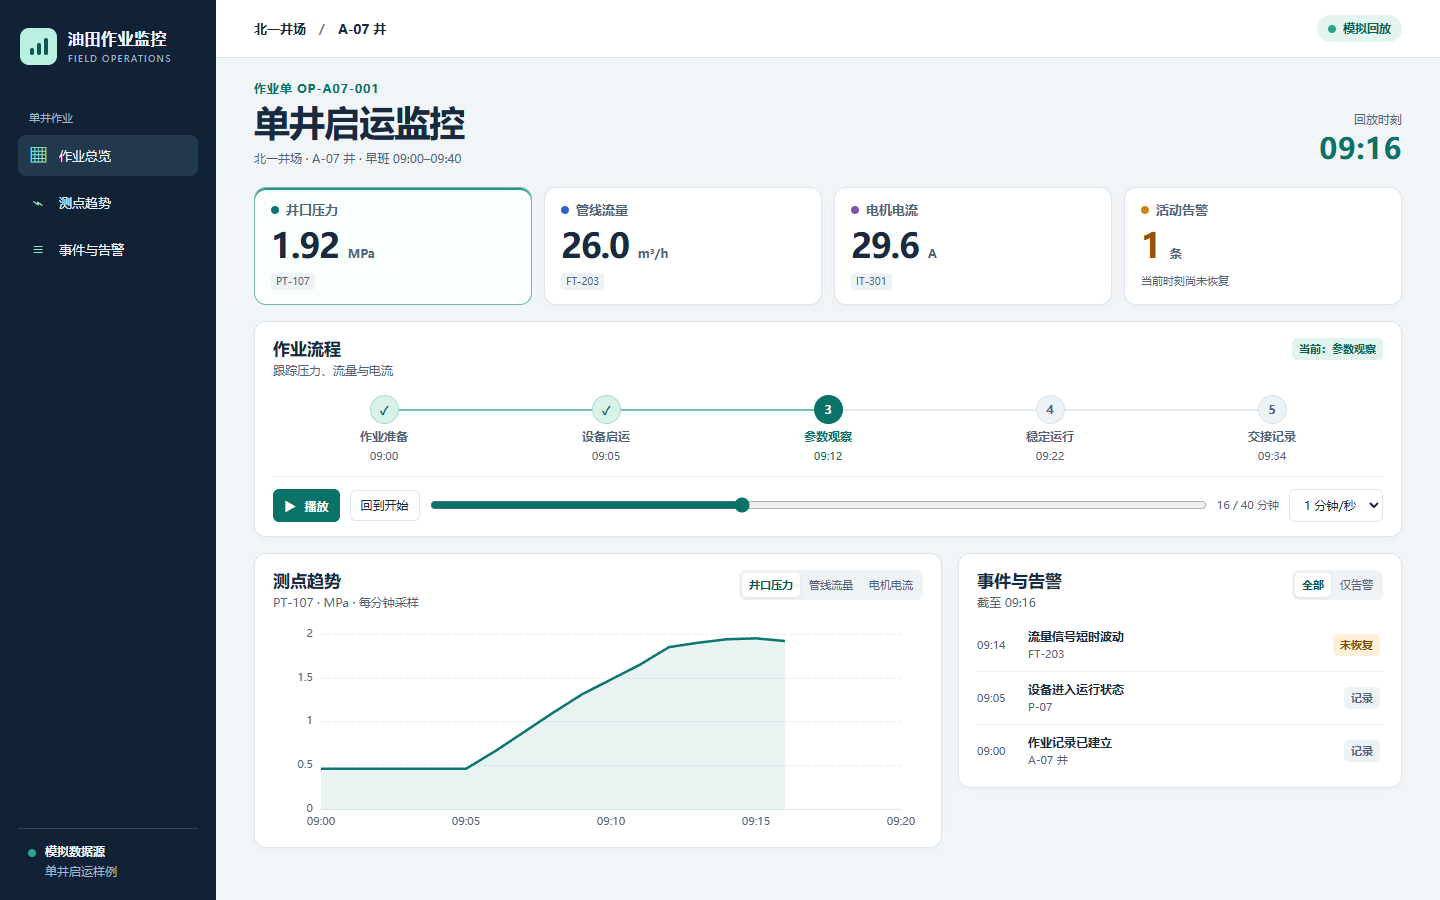 油田作业监控
FIELD OPERATIONS
单井作业
作业总览
测点趋势
事件与告警
模拟数据源
单井启运样例
北一井场 / A-07 井
模拟回放
作业单 OP-A07-001
单井启运监控
北一井场 · A-07 井 · 早班 09:00–09:40
回放时刻
09:16
井口压力
1.92 MPa
PT-107
管线流量
26.0 m³/h
FT-203
电机电流
29.6 A
IT-301
活动告警
1 条
当前时刻尚未恢复
作业流程
跟踪压力、流量与电流
当前：参数观察
✓
作业准备
09:00
✓
设备启运
09:05
3
参数观察
09:12
4
稳定运行
09:22
5
交接记录
09:34
播放
回到开始
16 / 40 分钟
1 分钟/秒
测点趋势
PT-107 · MPa · 每分钟采样
井口压力 管线流量 电机电流
2
1.5
1
0.5
0
09:00 09:05 09:10 09:15 09:20
事件与告警
截至 09:16
全部 仅告警
09:14 流量信号短时波动 未恢复
FT-203
09:05 设备进入运行状态 记录
P-07
09:00 作业记录已建立 记录
A-07 井